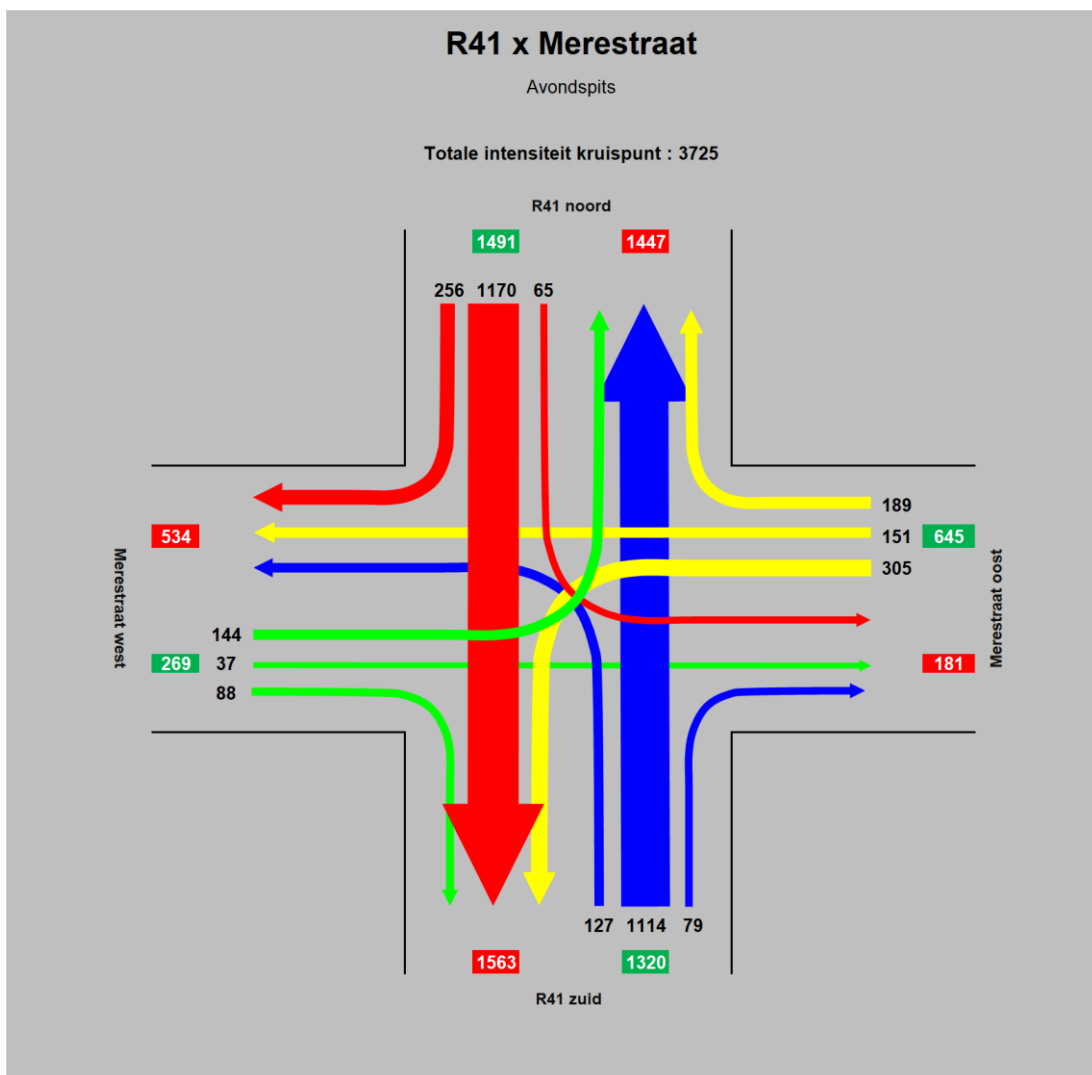 R41 x Merestraat
Avondspits
Totale intensiteit kruispunt : 3725
R41 noord
1491 1447
256 1170 65
189
534 151 645
305
Merestraat west
Merestraat oost
144
269 37 181
88
127 1114 79
1563 1320
R41 zuid